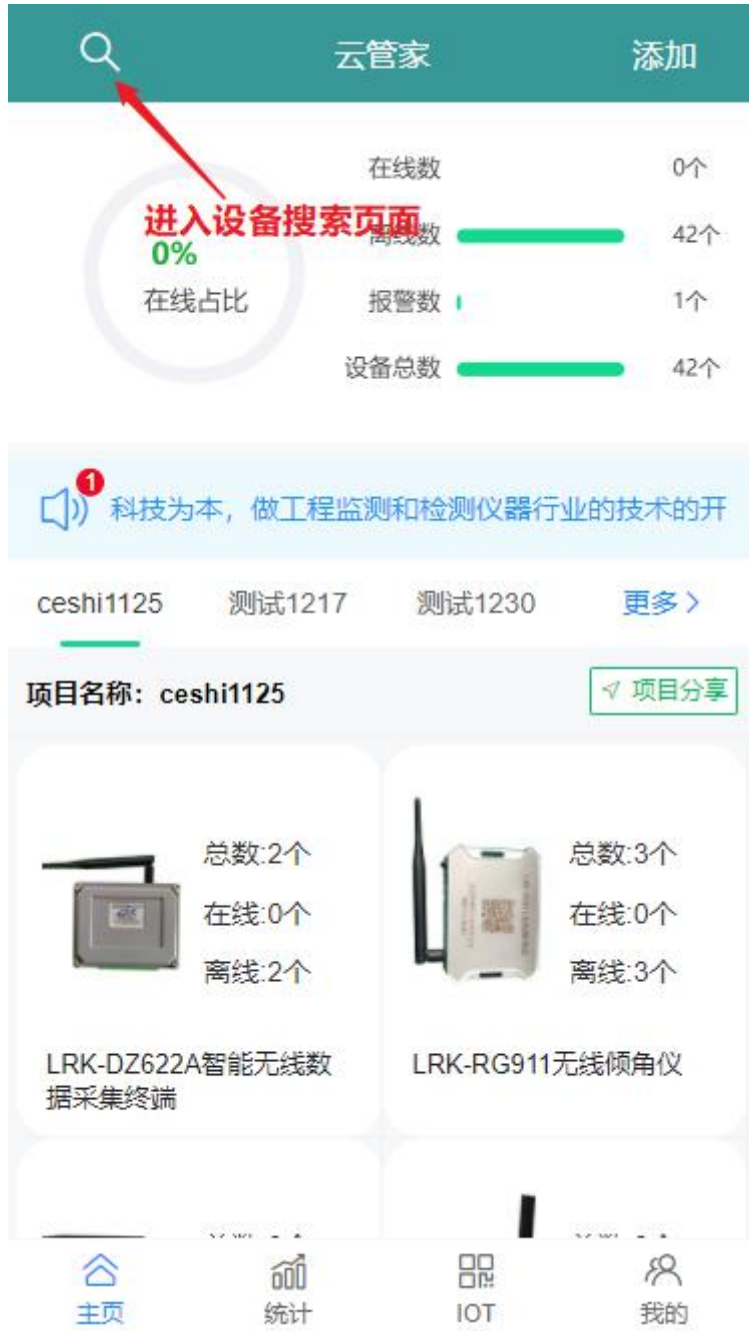 云管家
添加
在线数 0个
进入设备搜索页面
离线数 42个
0%
在线占比
报警数 1个
设备总数 42个
1
科技为本，做工程监测和检测仪器行业的技术的开
ceshi1125 测试1217 测试1230 更多
项目名称：ceshi1125
项目分享
总数:2个
在线:0个
离线:2个
LRK-DZ622A智能无线数
据采集终端
总数:3个
在线:0个
离线:3个
LRK-RG911无线倾角仪
主页 统计 IOT 我的